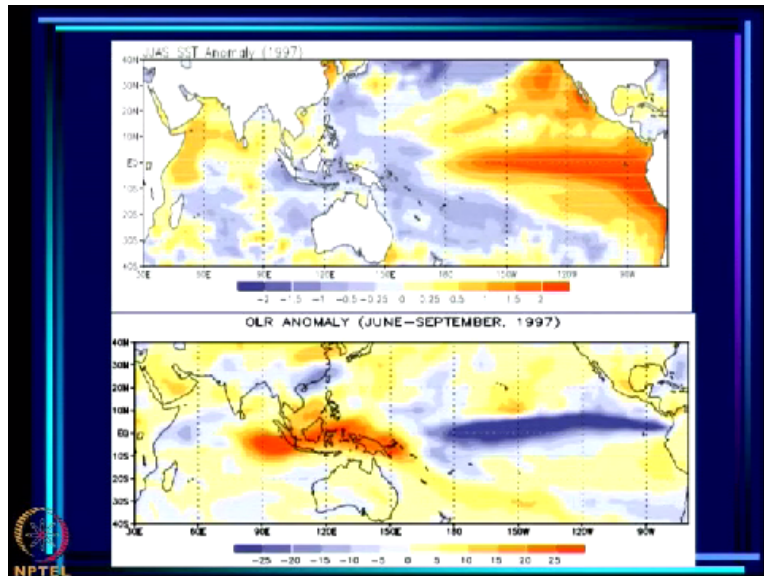 JJAS SST Anomaly (1997)
40N
30N
20N
10N
EQ
10S
20S
30S
40S
30E 60E 90E 120E 150E 180 150W 120W 90W
-2 -1.5 -1 -0.5 -0.25 0 0.25 0.5 1 1.5 2
OLR ANOMALY (JUNE-SEPTEMBER, 1997)
40N
30N
20N
10N
EQ
10S
20S
30S
40S
30E 60E 90E 120E 150E 180 150W 120W 90W
-25 -20 -15 -10 -5 0 5 10 15 20 25
NPTEL